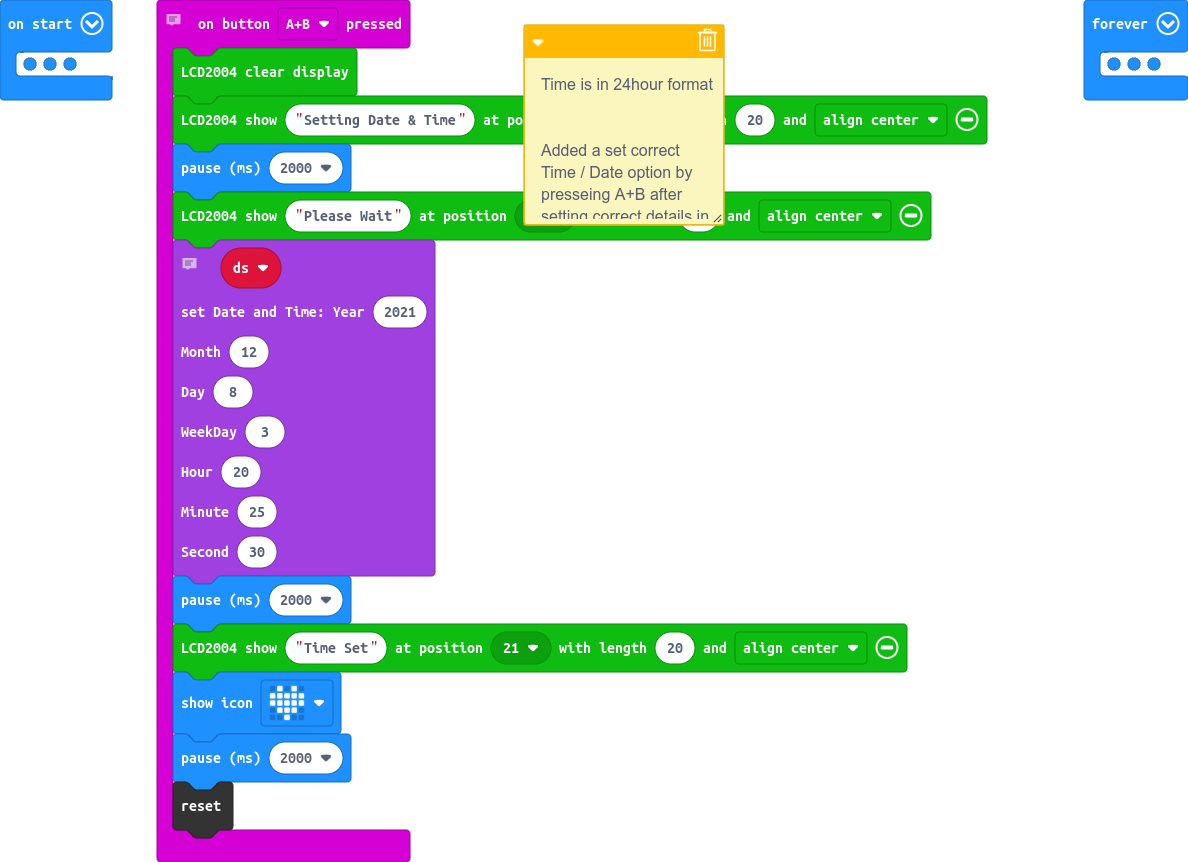 on start
on button A+B pressed
forever
LCD2004 clear display
Time is in 24hour format
LCD2004 show "Setting Date & Time" at po 20 and align center
Added a set correct
Time / Date option by
presseing A+B after
setting correct details in
pause (ms) 2000
LCD2004 show "Please Wait" at position and align center
ds
set Date and Time: Year 2021
Month 12
Day 8
WeekDay 3
Hour 20
Minute 25
Second 30
pause (ms) 2000
LCD2004 show "Time Set" at position 21 with length 20 and align center
show icon
pause (ms) 2000
reset